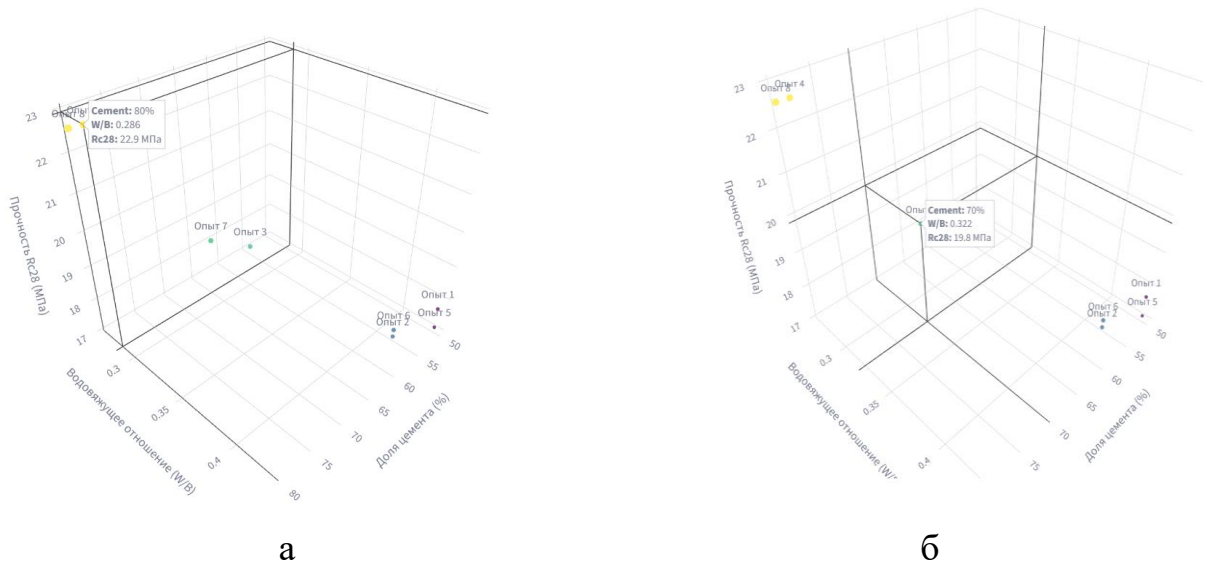 23
22
21
20
19
18
17
Прочность Rc28 (МПа)
Опыт 8
Cement: 80%
W/B: 0.286
Rc28: 22.9 МПа
Опыт 7
Опыт 3
Опыт 1
Опыт 5
Опыт 6
Опыт 2
0.3
0.35
0.4
Водовяжущее отношение (W/B)
50
55
60
65
70
75
80
Доля цемента (%)
а
23
22
21
20
19
18
17
Прочность Rc28 (МПа)
Опыт 4
Опыт 8
Cement: 70%
W/B: 0.322
Rc28: 19.8 МПа
Опыт 1
Опыт 5
Опыт 6
Опыт 2
0.3
0.35
0.4
Водовяжущее отношение
50
55
60
65
70
75
Доля цемента (%)
б